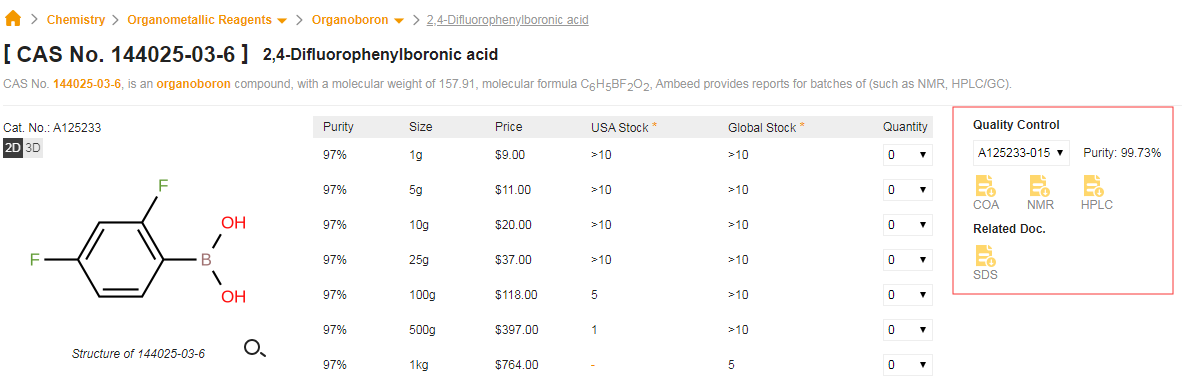 Chemistry > Organometallic Reagents > Organoboron > 2,4-Difluorophenylboronic acid
[ CAS No. 144025-03-6 ] 2,4-Difluorophenylboronic acid
CAS No. 144025-03-6, is an organoboron compound, with a molecular weight of 157.91, molecular formula C₆H₅BF₂O₂, Ambeed provides reports for batches of (such as NMR, HPLC/GC).
Cat. No.: A125233
2D 3D
F
OH
F
B
OH
Structure of 144025-03-6
Purity Size Price USA Stock * Global Stock * Quantity
97% 1g $9.00 >10 >10 0
97% 5g $11.00 >10 >10 0
97% 10g $20.00 >10 >10 0
97% 25g $37.00 >10 >10 0
97% 100g $118.00 5 >10 0
97% 500g $397.00 1 >10 0
97% 1kg $764.00 - 5 0
Quality Control
A125233-015 Purity: 99.73%
COA NMR HPLC
Related Doc.
SDS